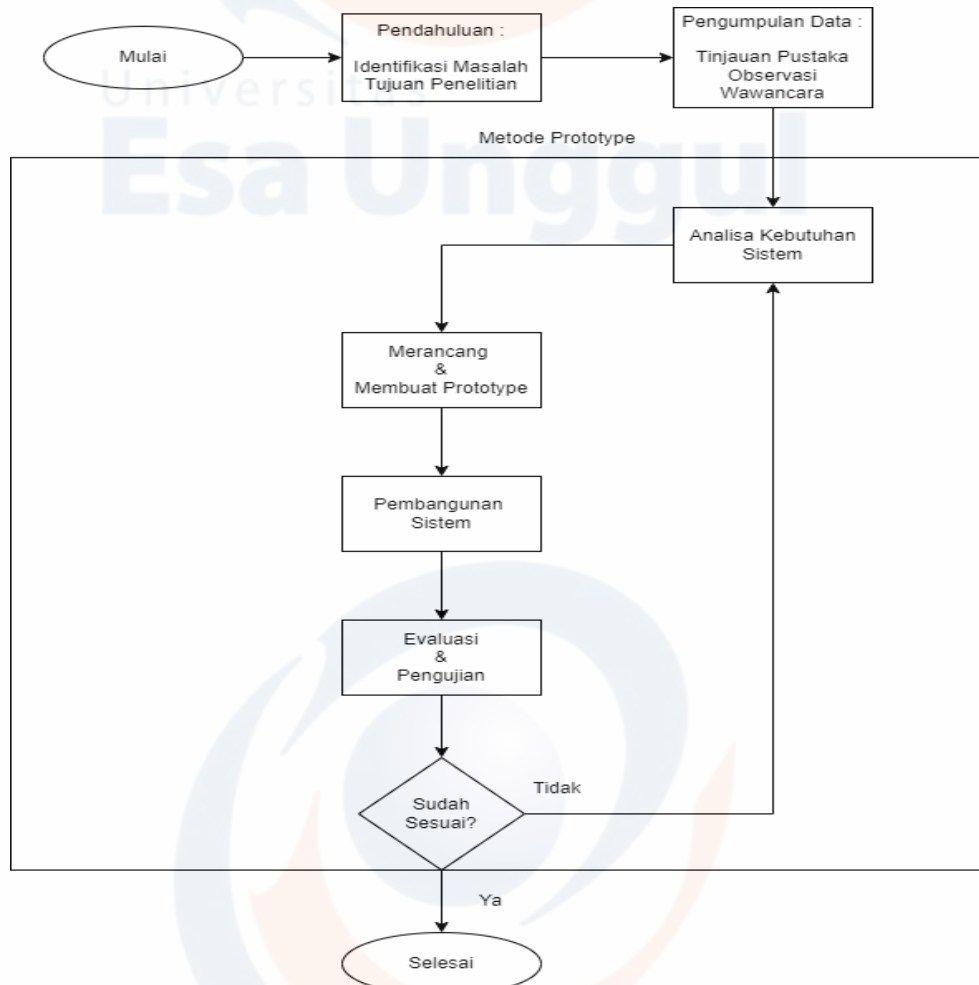 Mulai
Pendahuluan :
Identifikasi Masalah
Tujuan Penelitian
Pengumpulan Data :
Tinjauan Pustaka
Observasi
Wawancara
Universitas
Esa Unggul
Metode Prototype
Analisa Kebutuhan
Sistem
Merancang
&
Membuat Prototype
Pembangunan
Sistem
Evaluasi
&
Pengujian
Sudah
Sesuai?
Tidak
Ya
Selesai